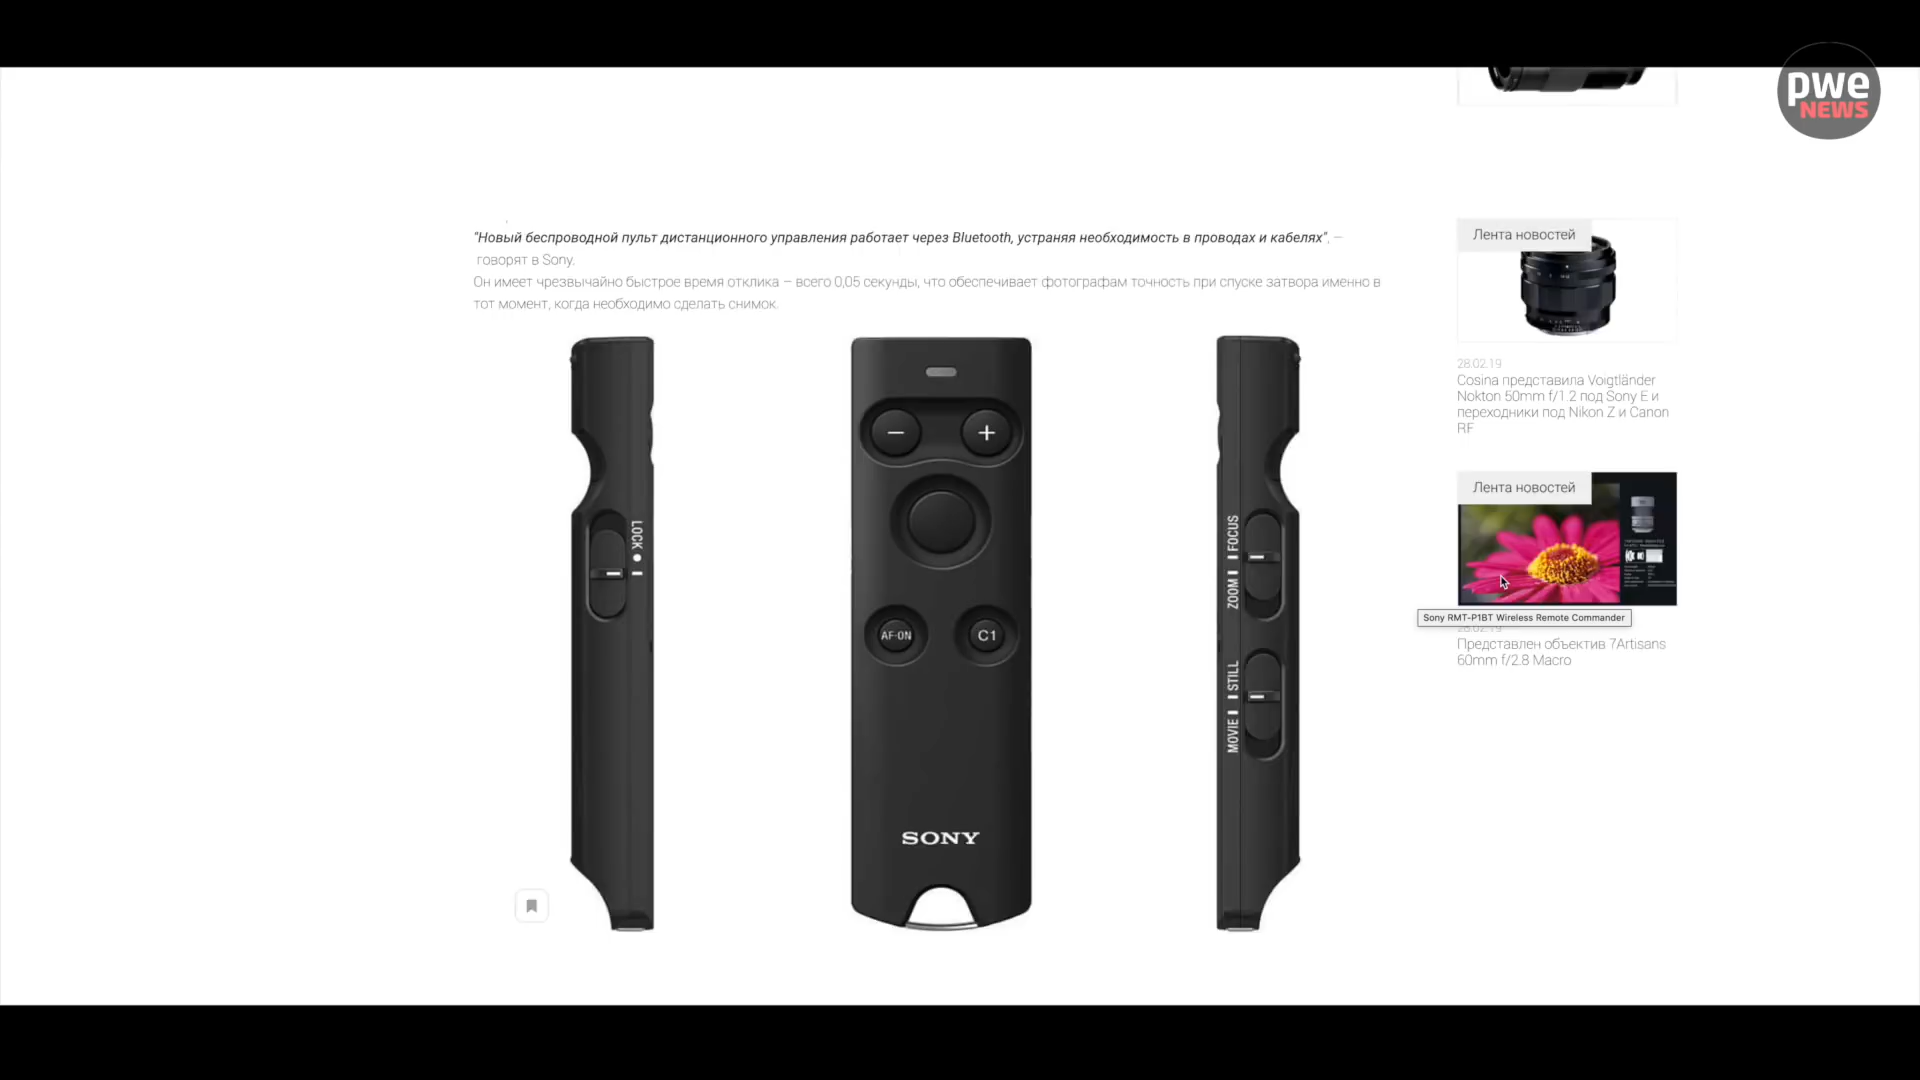 pwe
NEWS
"Новый беспроводной пульт дистанционного управления работает через Bluetooth, устраняя необходимость в проводах и кабелях", —
говорят в Sony.
Он имеет чрезвычайно быстрое время отклика – всего 0,05 секунды, что обеспечивает фотографам точность при спуске затвора именно в
тот момент, когда необходимо сделать снимок.
LOCK
AF-ON
C1
SONY
ZOOM FOCUS
MOVIE STILL
Лента новостей
28.02.19
Cosina представила Voigtländer
Nokton 50mm f/1.2 под Sony E и
переходники под Nikon Z и Canon
RF
Лента новостей
Sony RMT-P1BT Wireless Remote Commander
28.02.19
Представлен объектив 7Artisans
60mm f/2.8 Macro